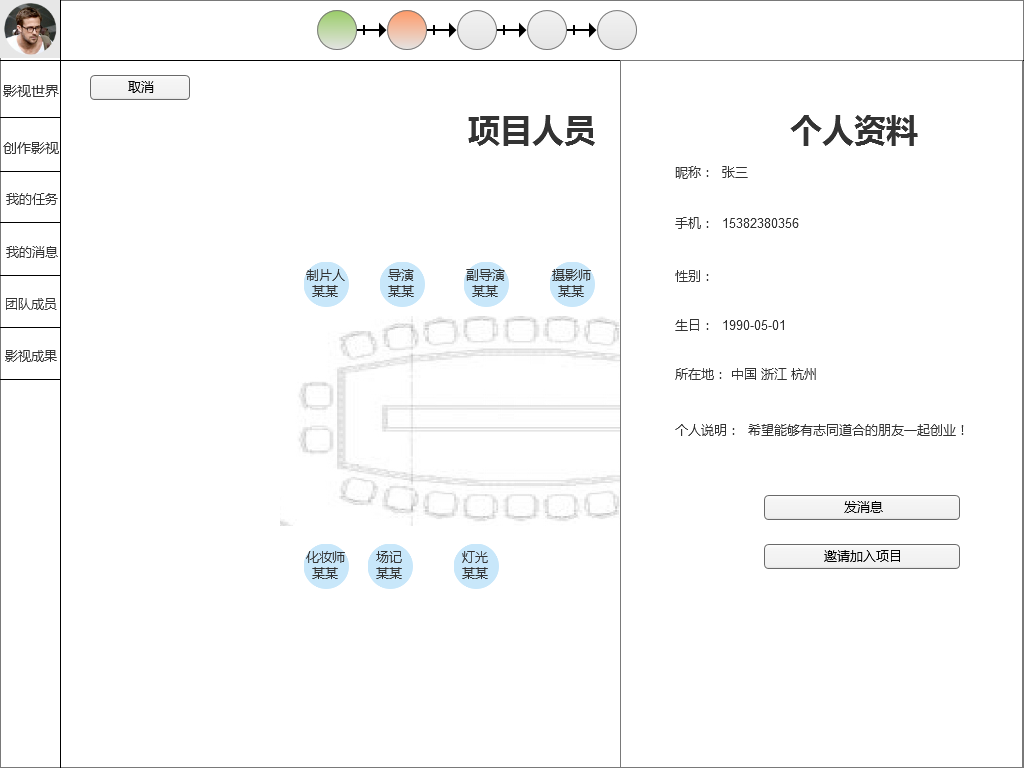 影视世界
创作影视
我的任务
我的消息
团队成员
影视成果
取消
项目人员
制片人
某某
导演
某某
副导演
某某
摄影师
某某
化妆师
某某
场记
某某
灯光
某某
个人资料
昵称： 张三
手机： 15382380356
性别：
生日： 1990-05-01
所在地： 中国 浙江 杭州
个人说明： 希望能够有志同道合的朋友一起创业！
发消息
邀请加入项目